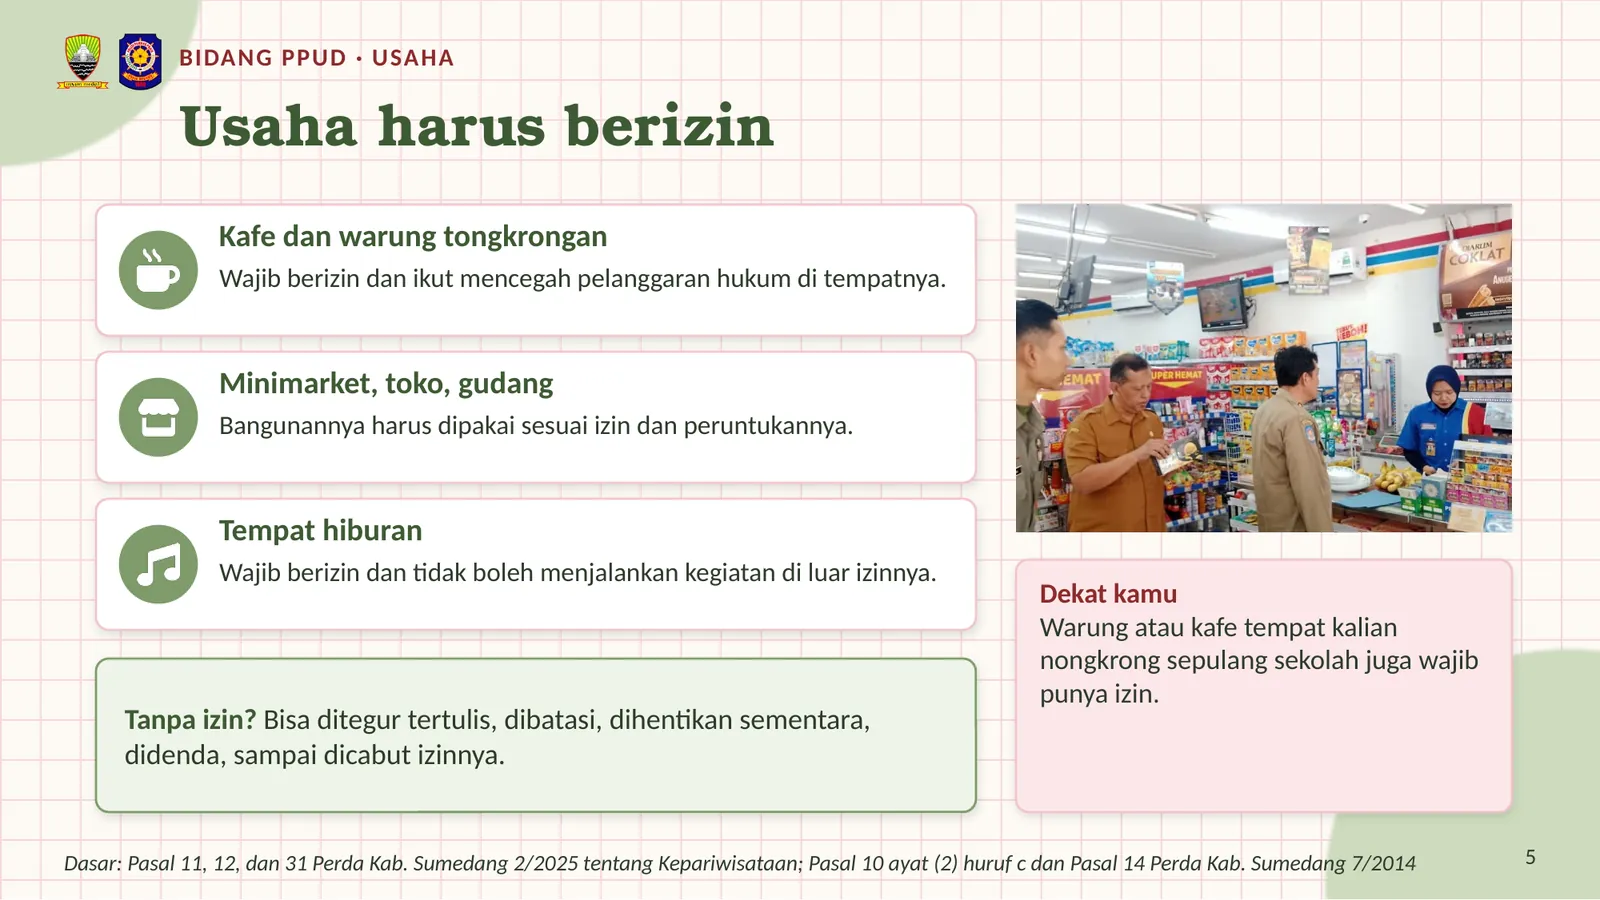 BIDANG PPUD · USAHA
Usaha harus berizin
Kafe dan warung tongkrongan
Wajib berizin dan ikut mencegah pelanggaran hukum di tempatnya.
Minimarket, toko, gudang
Bangunannya harus dipakai sesuai izin dan peruntukannya.
Tempat hiburan
Wajib berizin dan tidak boleh menjalankan kegiatan di luar izinnya.
Tanpa izin? Bisa ditegur tertulis, dibatasi, dihentikan sementara,
didenda, sampai dicabut izinnya.
COKLAT
SUPER HEMAT
Dekat kamu
Warung atau kafe tempat kalian
nongkrong sepulang sekolah juga wajib
punya izin.
Dasar: Pasal 11, 12, dan 31 Perda Kab. Sumedang 2/2025 tentang Kepariwisataan; Pasal 10 ayat (2) huruf c dan Pasal 14 Perda Kab. Sumedang 7/2014
5